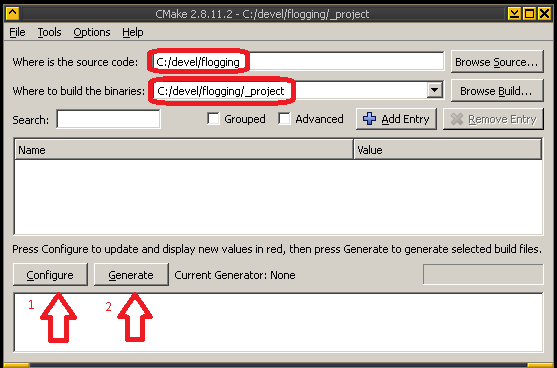 CMake 2.8.11.2 - C:/devel/flogging/_project
File Tools Options Help
Where is the source code: C:/devel/flogging Browse Source...
Where to build the binaries: C:/devel/flogging/_project Browse Build...
Search: Grouped Advanced Add Entry Remove Entry
Name Value
Press Configure to update and display new values in red, then press Generate to generate selected build files.
Configure Generate Current Generator: None
1 2